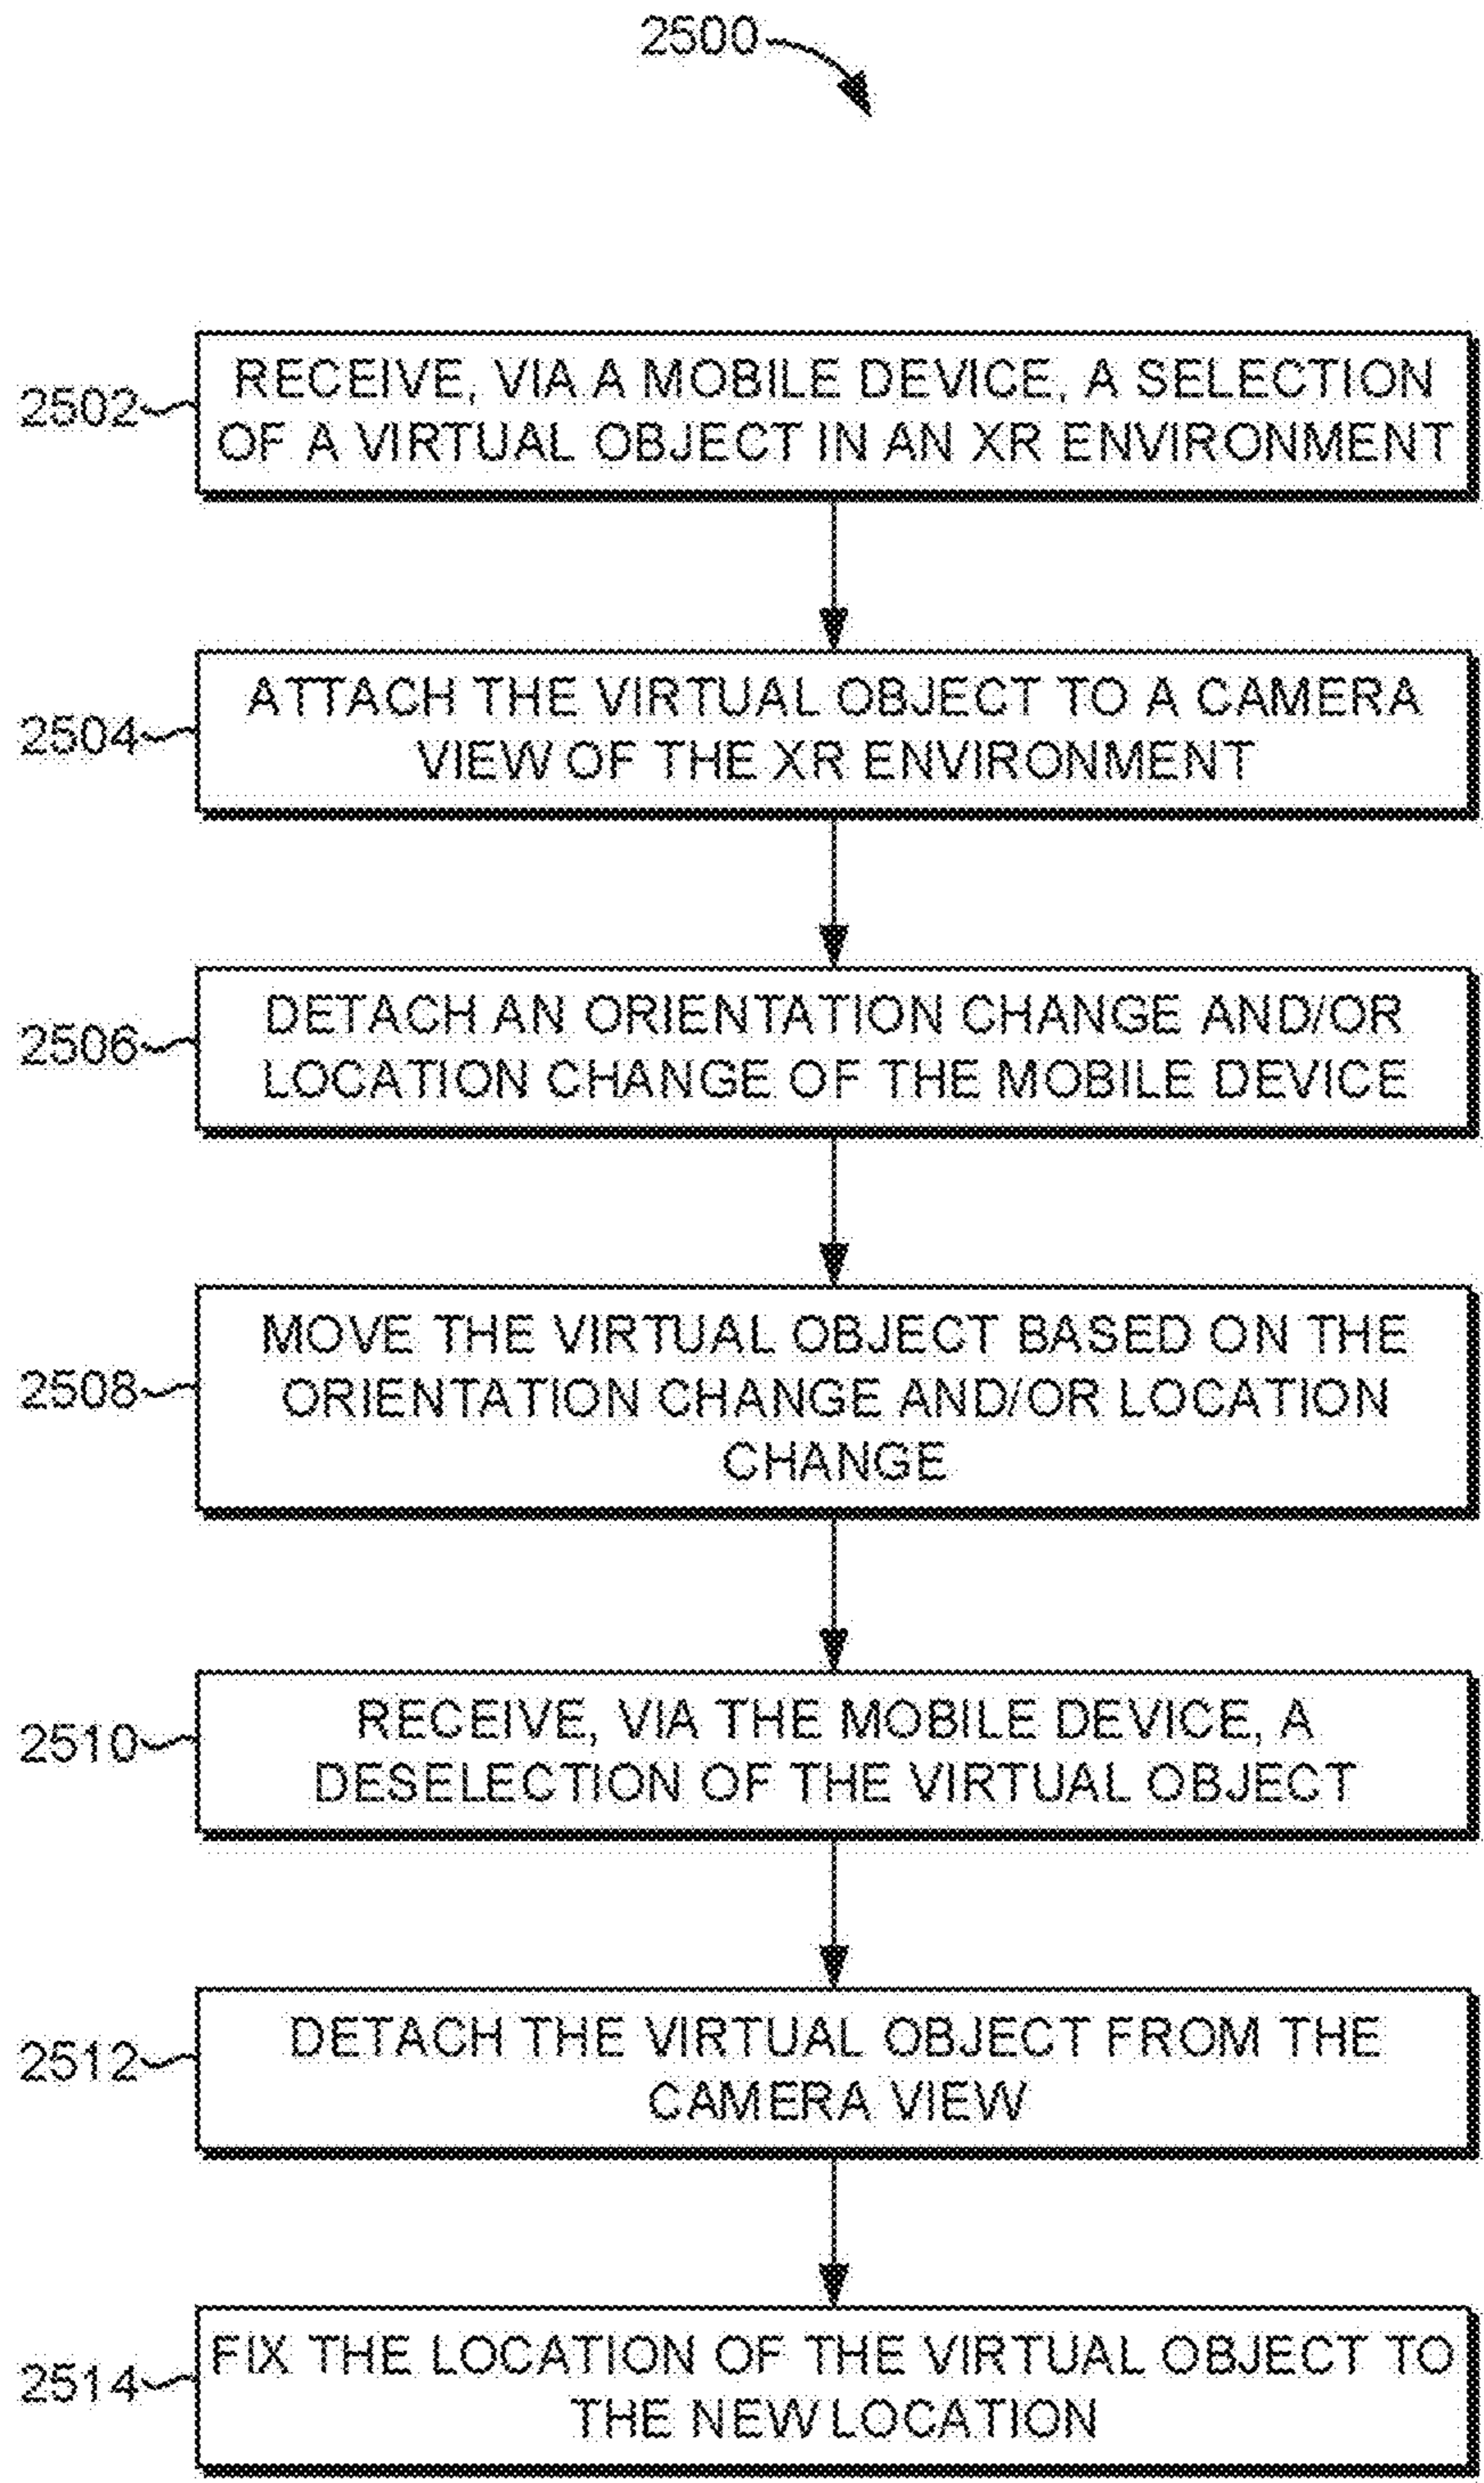 2500
2502
RECEIVE, VIA A MOBILE DEVICE, A SELECTION
OF A VIRTUAL OBJECT IN AN XR ENVIRONMENT
2504
ATTACH THE VIRTUAL OBJECT TO A CAMERA
VIEW OF THE XR ENVIRONMENT
2506
DETACH AN ORIENTATION CHANGE AND/OR
LOCATION CHANGE OF THE MOBILE DEVICE
2508
MOVE THE VIRTUAL OBJECT BASED ON THE
ORIENTATION CHANGE AND/OR LOCATION
CHANGE
2510
RECEIVE, VIA THE MOBILE DEVICE, A
DESELECTION OF THE VIRTUAL OBJECT
2512
DETACH THE VIRTUAL OBJECT FROM THE
CAMERA VIEW
2514
FIX THE LOCATION OF THE VIRTUAL OBJECT TO
THE NEW LOCATION